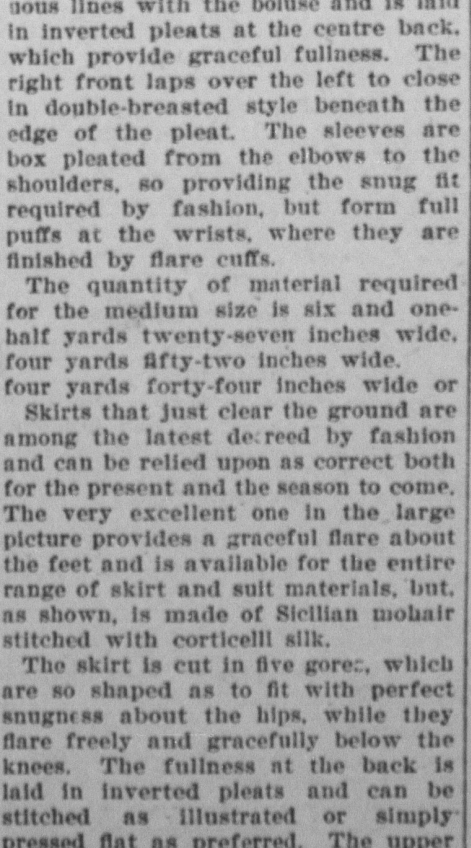 uous lines with the boluse and is laid
in inverted pleats at the centre back,
which provide graceful fullness. The
right front laps over the left to close
in double-breasted style beneath the
edge of the pleat. The sleeves are
box pleated from the elbows to the
shoulders, so providing the snug fit
required by fashion, but form full
puffs at the wrists, where they are
finished by flare cuffs.
The quantity of material required
for the medium size is six and one-
half yards twenty-seven inches wide,
four yards fifty-two inches wide.
four yards forty-four inches wide or
Skirts that just clear the ground are
among the latest decreed by fashion
and can be relied upon as correct both
for the present and the season to come.
The very excellent one in the large
picture provides a graceful flare about
the feet and is available for the entire
range of skirt and suit materials, but,
as shown, is made of Sicilian mohair
stitched with corticelli silk.
The skirt is cut in five gores, which
are so shaped as to fit with perfect
snugness about the hips, while they
flare freely and gracefully below the
knees. The fullness at the back is
laid in inverted pleats and can be
stitched as illustrated or simply
pressed flat as preferred. The upper